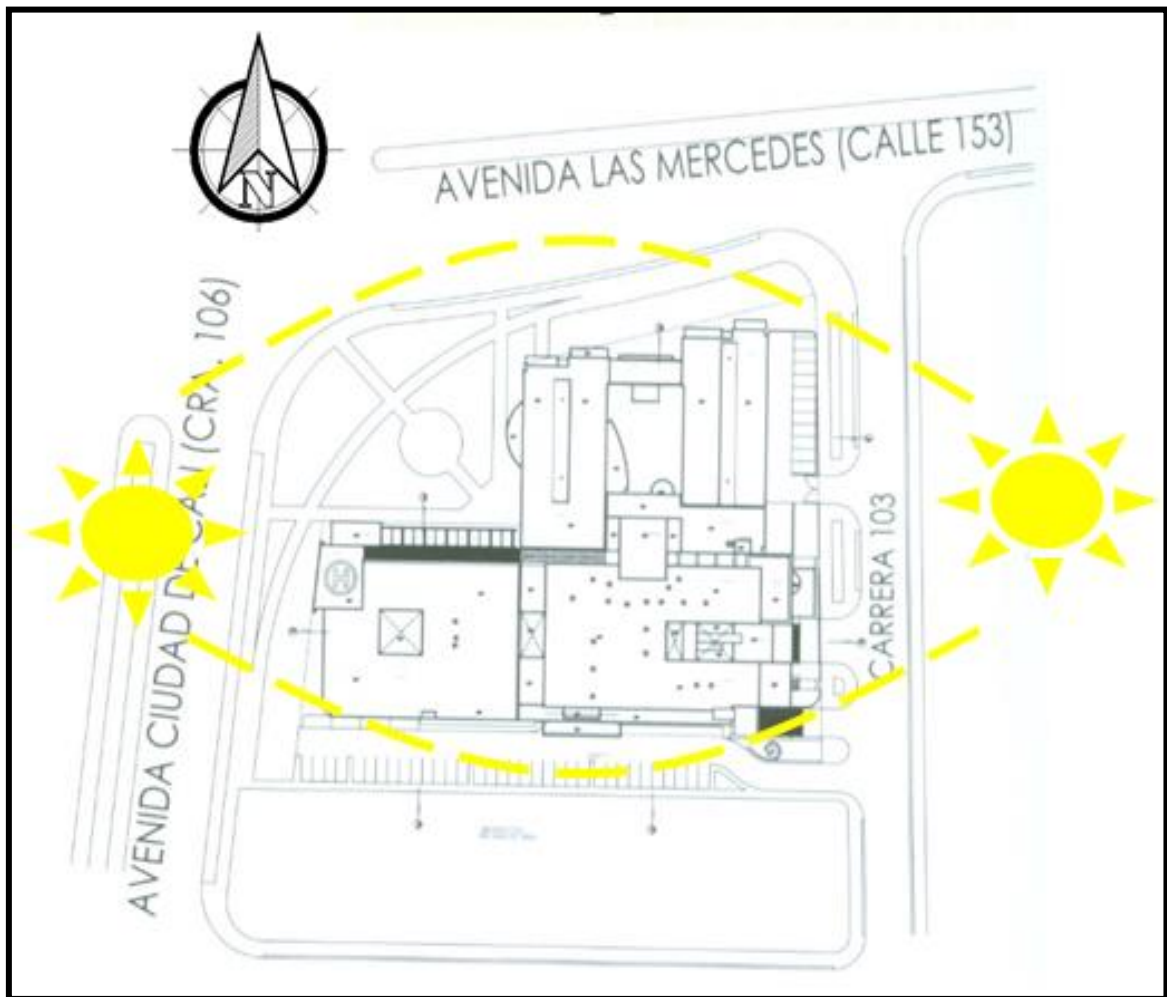 N
AVENIDA LAS MERCEDES (CALLE 153)
AVENIDA CIUDAD DE CALI (CRA. 106)
CARRERA 103
H